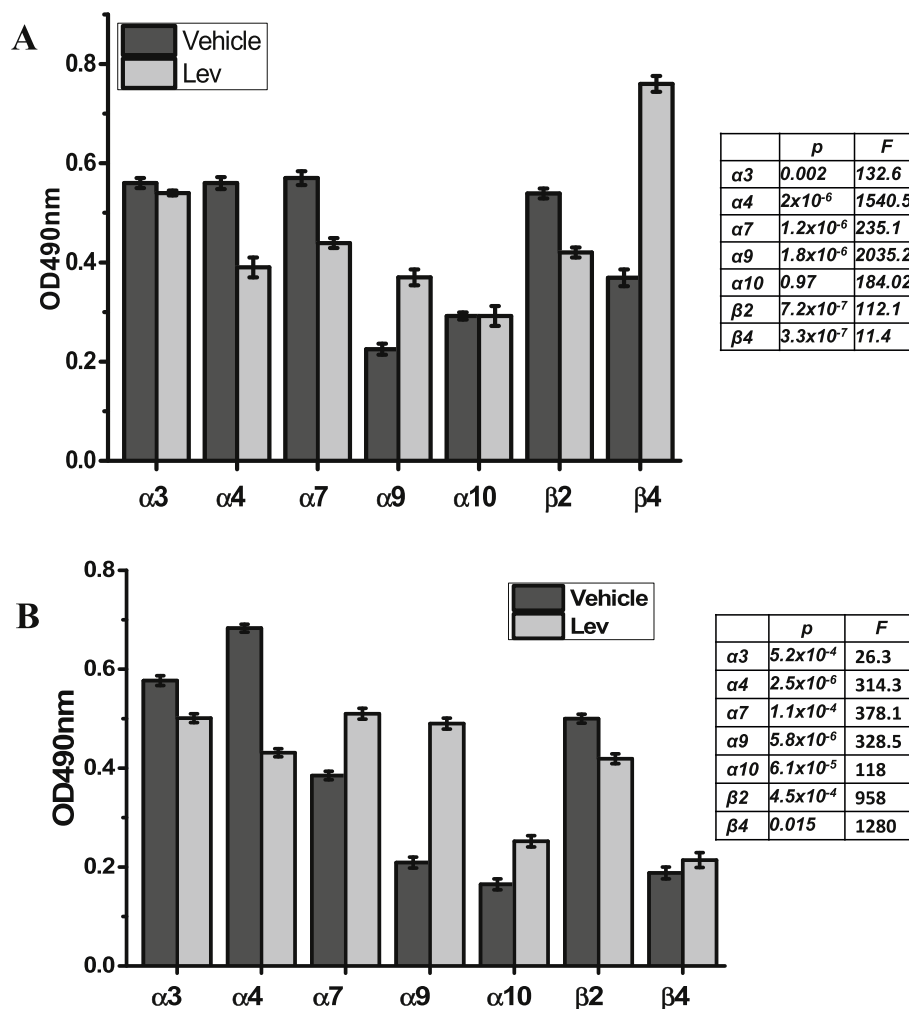 A
Vehicle
Lev
OD490nm
0.8
0.6
0.4
0.2
0.0
α3 α4 α7 α9 α10 β2 β4
p F
α3 0.002 132.6
α4 2x10⁻⁶ 1540.5
α7 1.2x10⁻⁶ 235.1
α9 1.8x10⁻⁶ 2035.2
α10 0.97 184.02
β2 7.2x10⁻⁷ 112.1
β4 3.3x10⁻⁷ 11.4
B
Vehicle
Lev
OD490nm
0.8
0.6
0.4
0.2
0.0
α3 α4 α7 α9 α10 β2 β4
p F
α3 5.2x10⁻⁴ 26.3
α4 2.5x10⁻⁶ 314.3
α7 1.1x10⁻⁴ 378.1
α9 5.8x10⁻⁶ 328.5
α10 6.1x10⁻⁵ 118
β2 4.5x10⁻⁴ 958
β4 0.015 1280